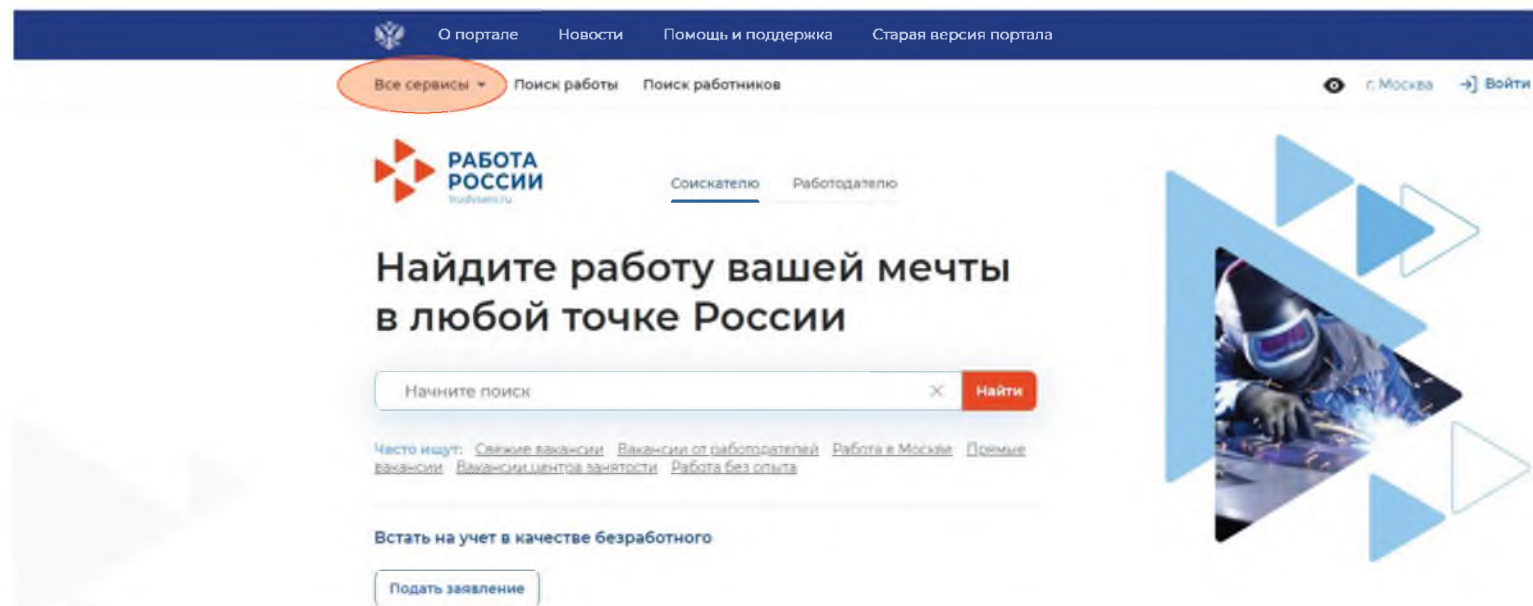 О портале Новости Помощь и поддержка Старая версия портала
Все сервисы Поиск работы Поиск работников г. Москва Войти
РАБОТА
РОССИИ
trudvsem.ru
Соискателю Работодателю
Найдите работу вашей мечты
в любой точке России
Начните поиск Найти
Часто ищут: Свежие вакансии Вакансии от работодателей Работа в Москве Прямые
вакансии Вакансии центра занятости Работа без опыта
Встать на учет в качестве безработного
Подать заявление